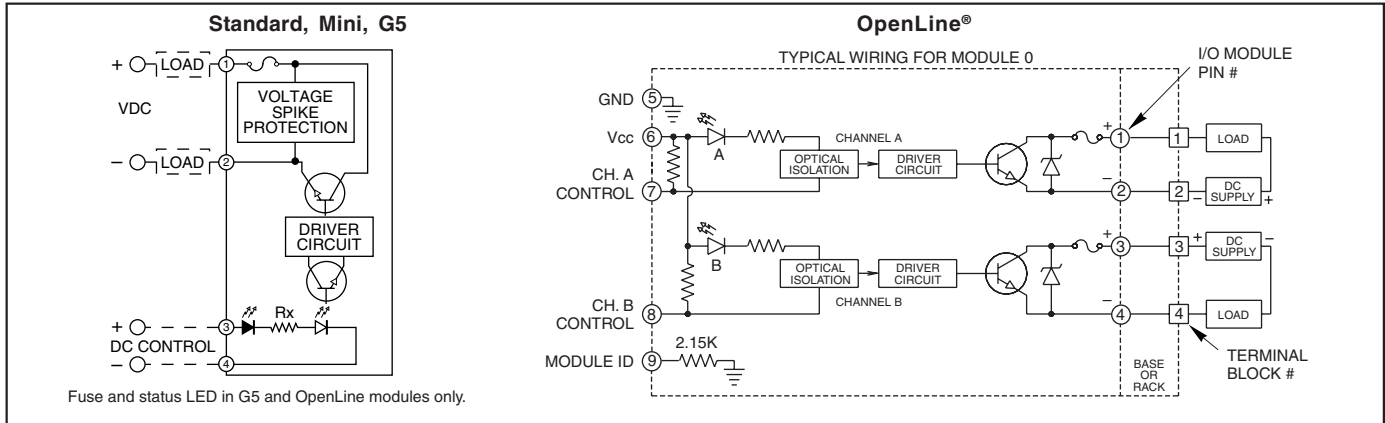 Standard, Mini, G5
+ LOAD 1
VDC
VOLTAGE
SPIKE
PROTECTION
– LOAD 2
DRIVER
CIRCUIT
+ 3 Rx
DC CONTROL
– 4
Fuse and status LED in G5 and OpenLine modules only.
OpenLine®
TYPICAL WIRING FOR MODULE 0
I/O MODULE
PIN #
GND 5
Vcc 6
A
CHANNEL A
OPTICAL
ISOLATION
DRIVER
CIRCUIT
+ 1 1 LOAD
CH. A
CONTROL 7
– 2 2 – DC
SUPPLY +
B
OPTICAL
ISOLATION
DRIVER
CIRCUIT
CHANNEL B
+ 3 3 + DC
SUPPLY –
CH. B
CONTROL 8
– 4 4 LOAD
MODULE ID 9 2.15K
BASE
OR
RACK
TERMINAL
BLOCK #